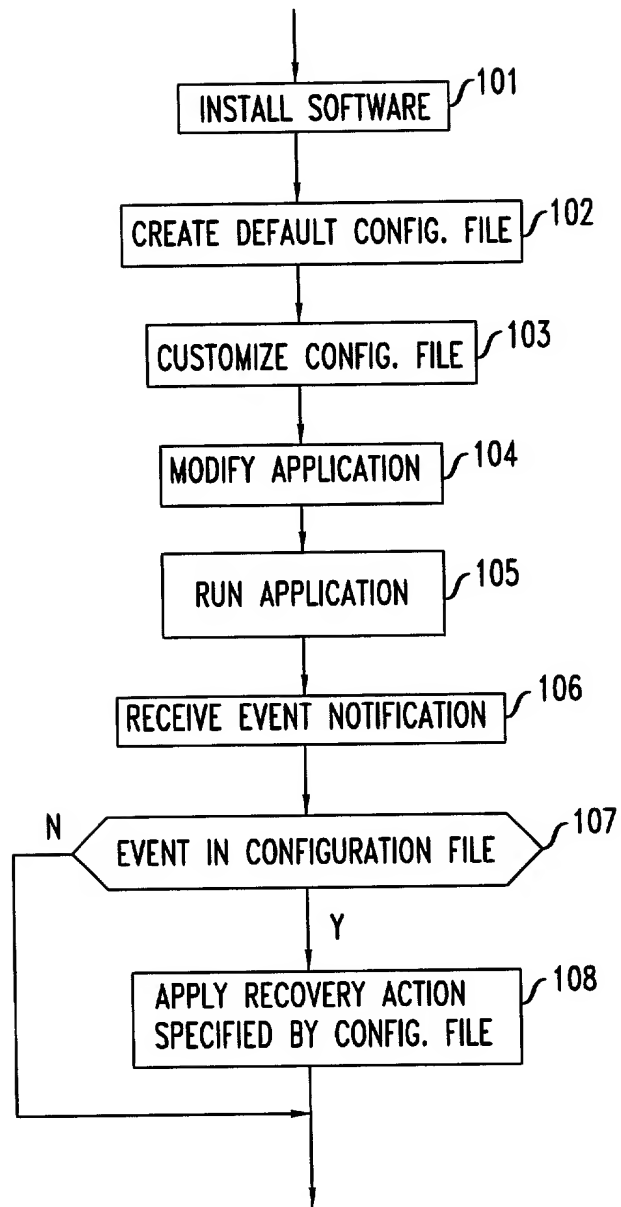 INSTALL SOFTWARE
101
CREATE DEFAULT CONFIG. FILE
102
CUSTOMIZE CONFIG. FILE
103
MODIFY APPLICATION
104
RUN APPLICATION
105
RECEIVE EVENT NOTIFICATION
106
N
EVENT IN CONFIGURATION FILE
107
Y
APPLY RECOVERY ACTION
SPECIFIED BY CONFIG. FILE
108